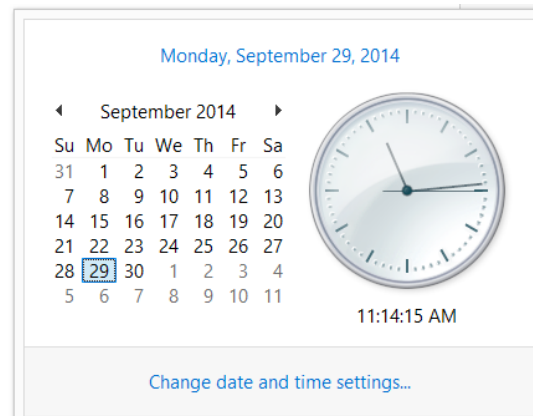 Monday, September 29, 2014
September 2014
Su Mo Tu We Th Fr Sa
31 1 2 3 4 5 6
7 8 9 10 11 12 13
14 15 16 17 18 19 20
21 22 23 24 25 26 27
28 29 30 1 2 3 4
5 6 7 8 9 10 11
11:14:15 AM
Change date and time settings...